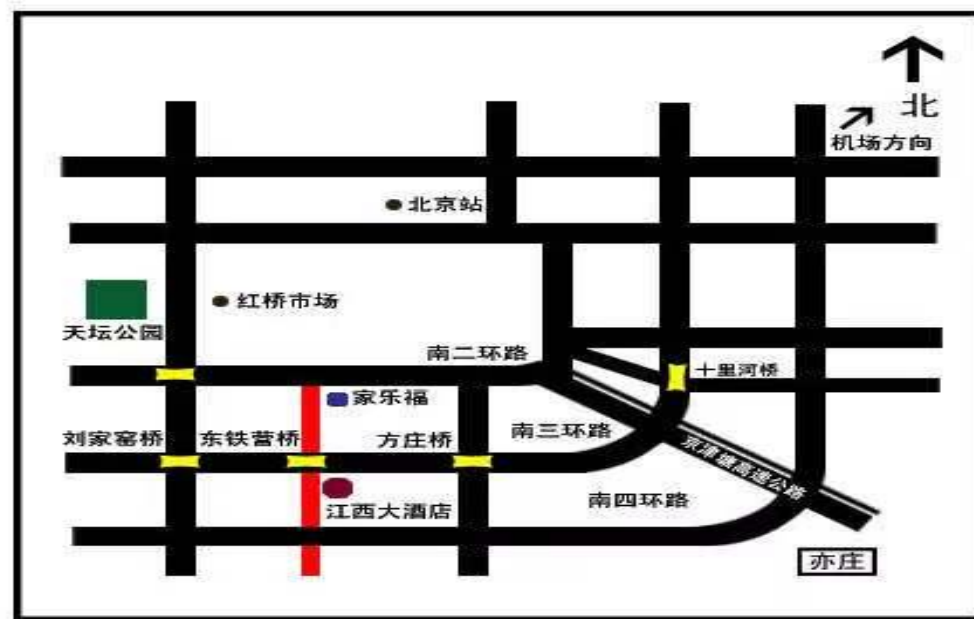 北
机场方向
北京站
红桥市场
天坛公园
南二环路
十里河桥
家乐福
刘家窑桥
东铁营桥
方庄桥
南三环路
京津塘高速公路
江西大酒店
南四环路
亦庄